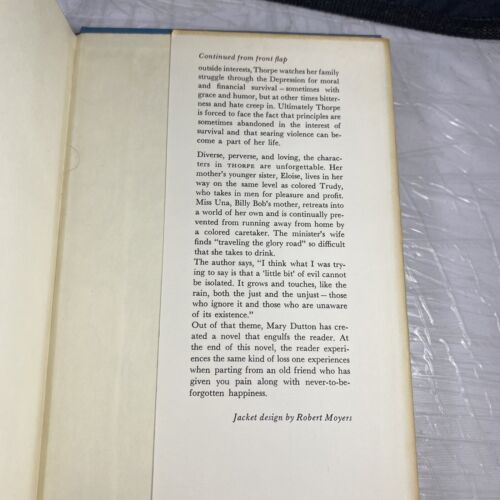 Continued from front flap
outside interests, Thorpe watches her family
struggle through the Depression for moral
and financial survival – sometimes with
grace and humor, but at other times bitter-
ness and hate creep in. Ultimately Thorpe
is forced to face the fact that principles are
sometimes abandoned in the interest of
survival and that searing violence can be-
come a part of her life.
Diverse, perverse, and loving, the charac-
ters in THORPE are unforgettable. Her
mother's younger sister, Eloise, lives in her
way on the same level as colored Trudy,
who takes in men for pleasure and profit.
Miss Una, Billy Bob's mother, retreats into
a world of her own and is continually pre-
vented from running away from home by
a colored caretaker. The minister's wife
finds "traveling the glory road" so difficult
that she takes to drink.
The author says, "I think what I was try-
ing to say is that a 'little bit' of evil cannot
be isolated. It grows and touches, like the
rain, both the just and the unjust – those
who ignore it and those who are unaware
of its existence."
Out of that theme, Mary Dutton has cre-
ated a novel that engulfs the reader. At
the end of this novel, the reader experi-
ences the same kind of loss one experiences
when parting from an old friend who has
given you pain along with never-to-be-
forgotten happiness.
Jacket design by Robert Moyers